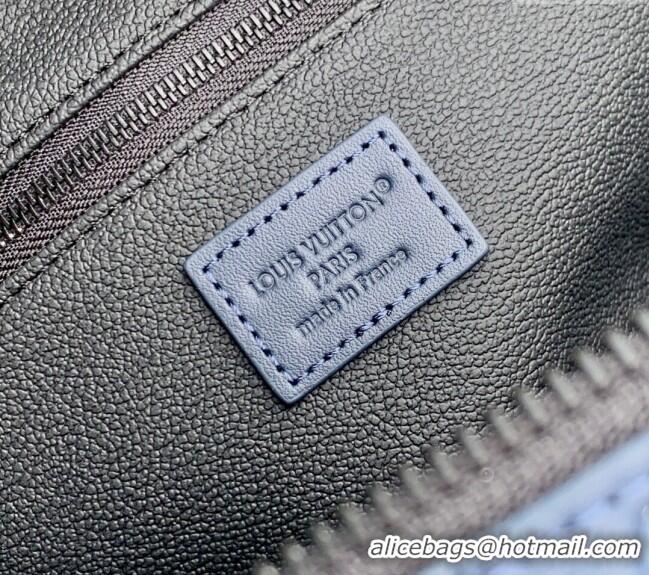 LOUIS VUITTON®
PARIS
made in France
alicebags@hotmail.com